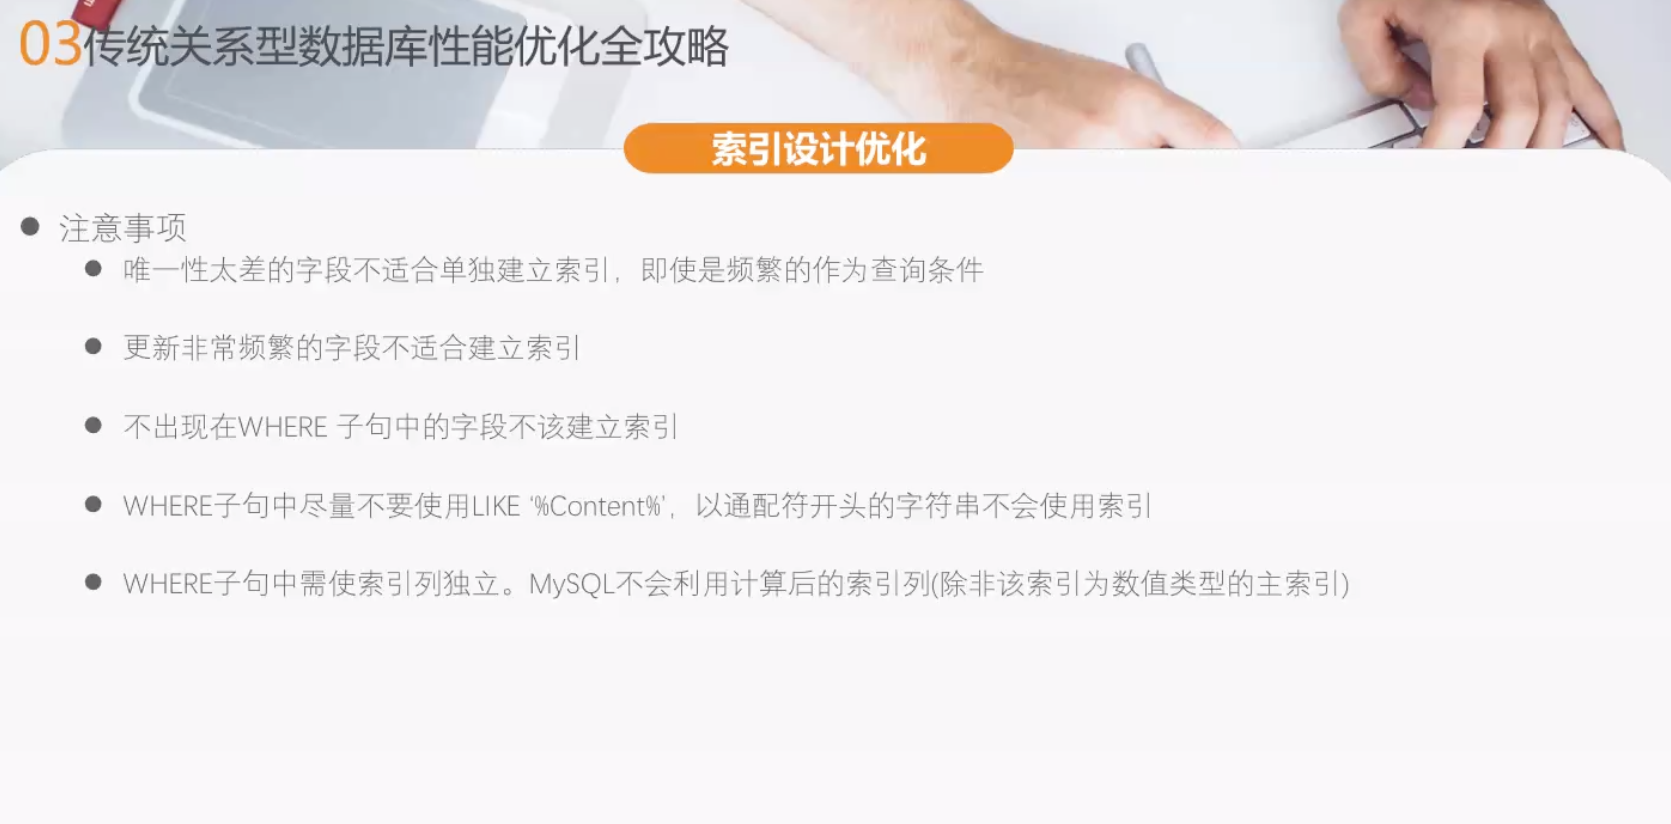 03传统关系型数据库性能优化全攻略
索引设计优化
注意事项
唯一性太差的字段不适合单独建立索引，即使是频繁的作为查询条件
更新非常频繁的字段不适合建立索引
不出现在WHERE 子句中的字段不该建立索引
WHERE子句中尽量不要使用LIKE ‘%Content%’，以通配符开头的字符串不会使用索引
WHERE子句中需使索引列独立。MySQL不会利用计算后的索引列(除非该索引为数值类型的主索引)